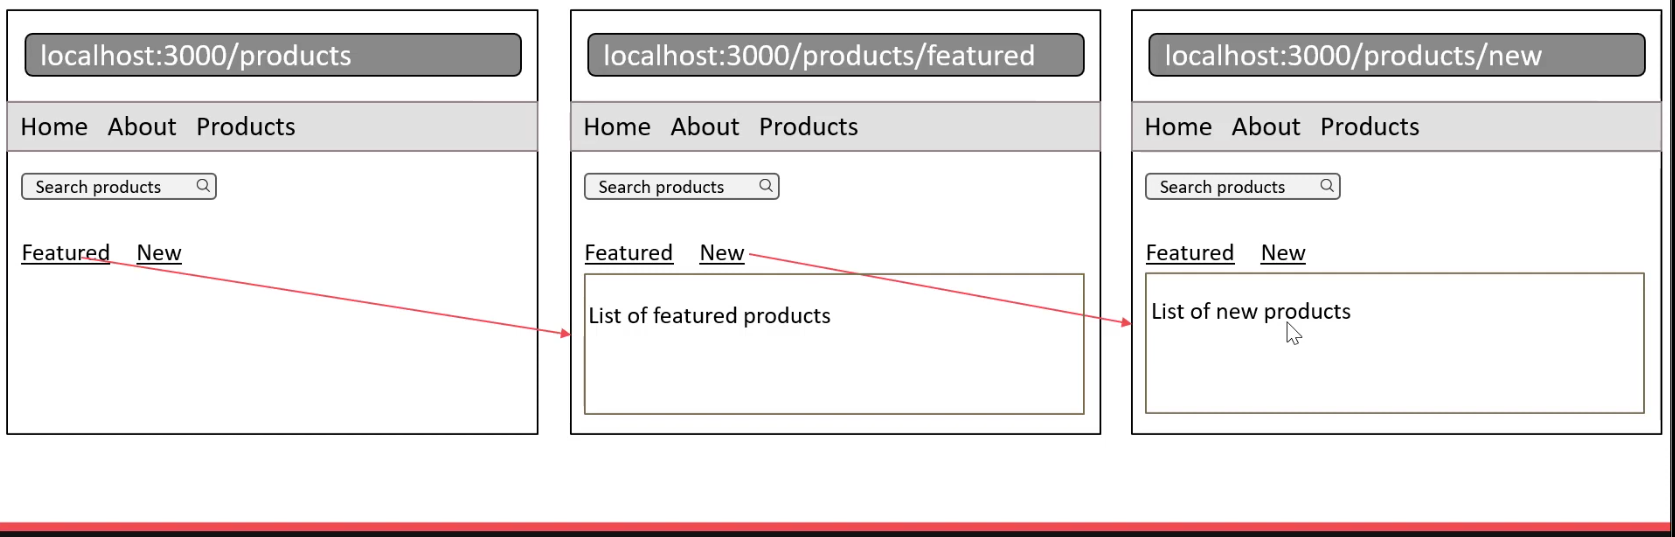 localhost:3000/products
Home About Products
Search products
Featured New
localhost:3000/products/featured
Home About Products
Search products
Featured New
List of featured products
localhost:3000/products/new
Home About Products
Search products
Featured New
List of new products